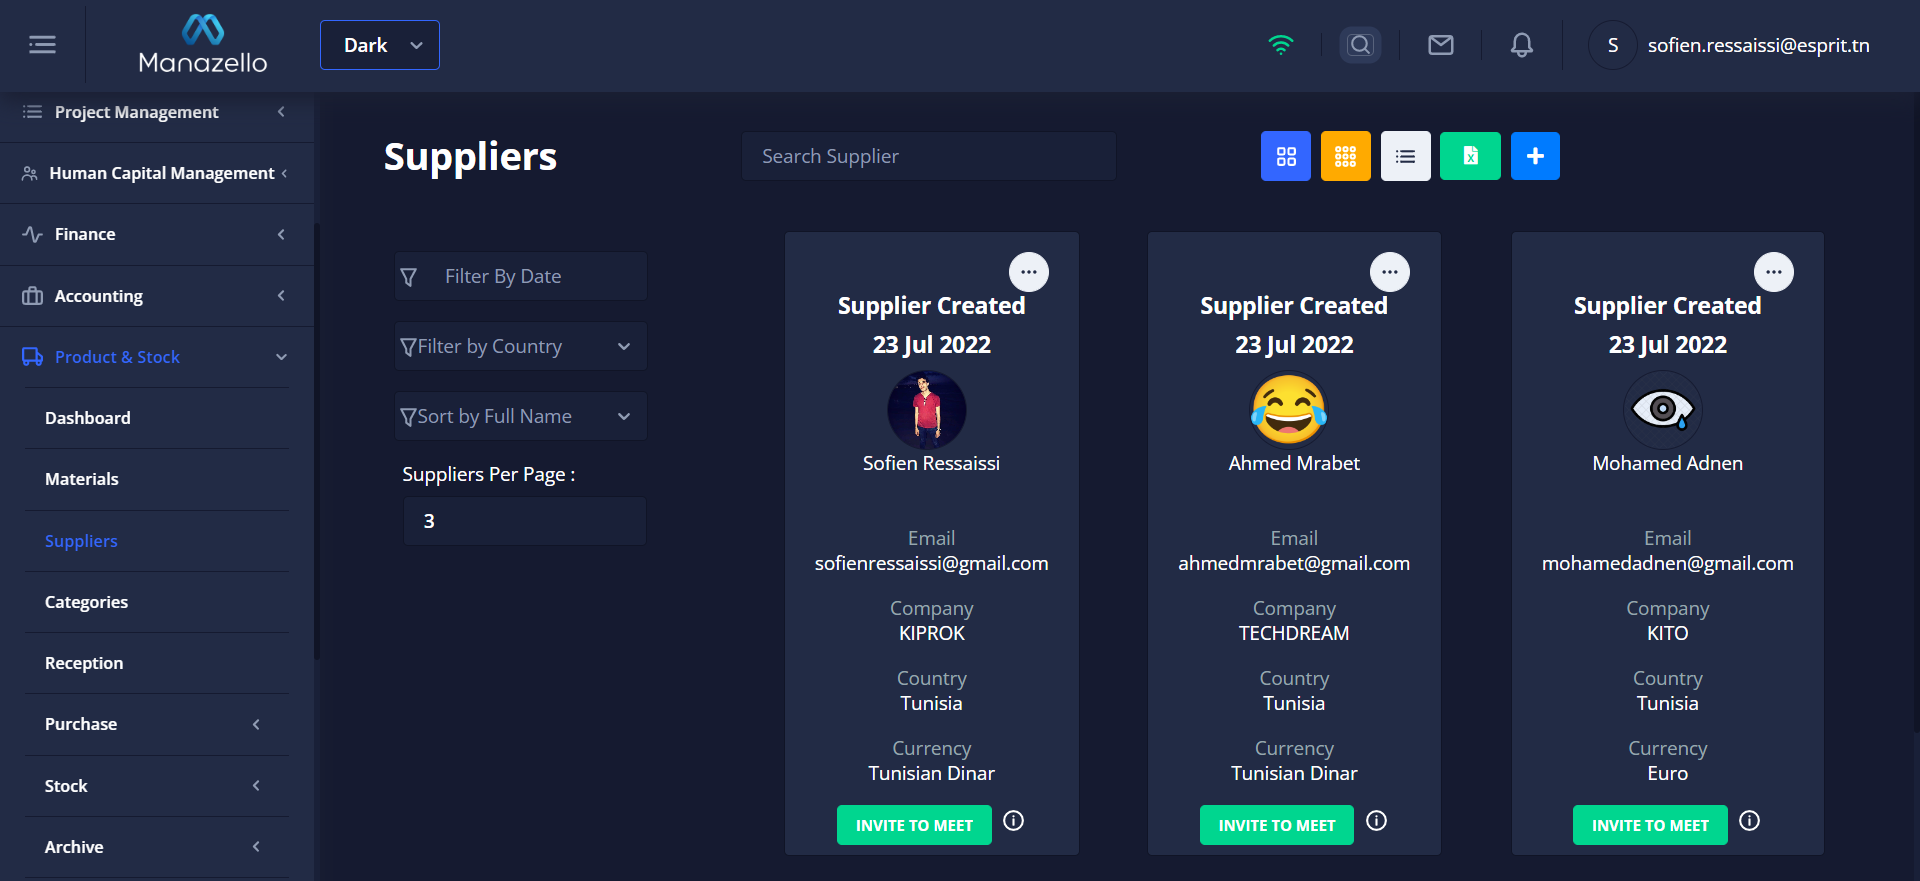 Manazello
Dark
S
sofien.ressaissi@esprit.tn
Project Management
Human Capital Management
Finance
Accounting
Product & Stock
Dashboard
Materials
Suppliers
Categories
Reception
Purchase
Stock
Archive
Suppliers
Search Supplier
X
Filter By Date
Filter by Country
Sort by Full Name
Suppliers Per Page :
3
Supplier Created
23 Jul 2022
Sofien Ressaissi
Email
sofienressaissi@gmail.com
Company
KIPROK
Country
Tunisia
Currency
Tunisian Dinar
INVITE TO MEET
Supplier Created
23 Jul 2022
Ahmed Mrabet
Email
ahmedmrabet@gmail.com
Company
TECHDREAM
Country
Tunisia
Currency
Tunisian Dinar
INVITE TO MEET
Supplier Created
23 Jul 2022
Mohamed Adnen
Email
mohamedadnen@gmail.com
Company
KITO
Country
Tunisia
Currency
Euro
INVITE TO MEET